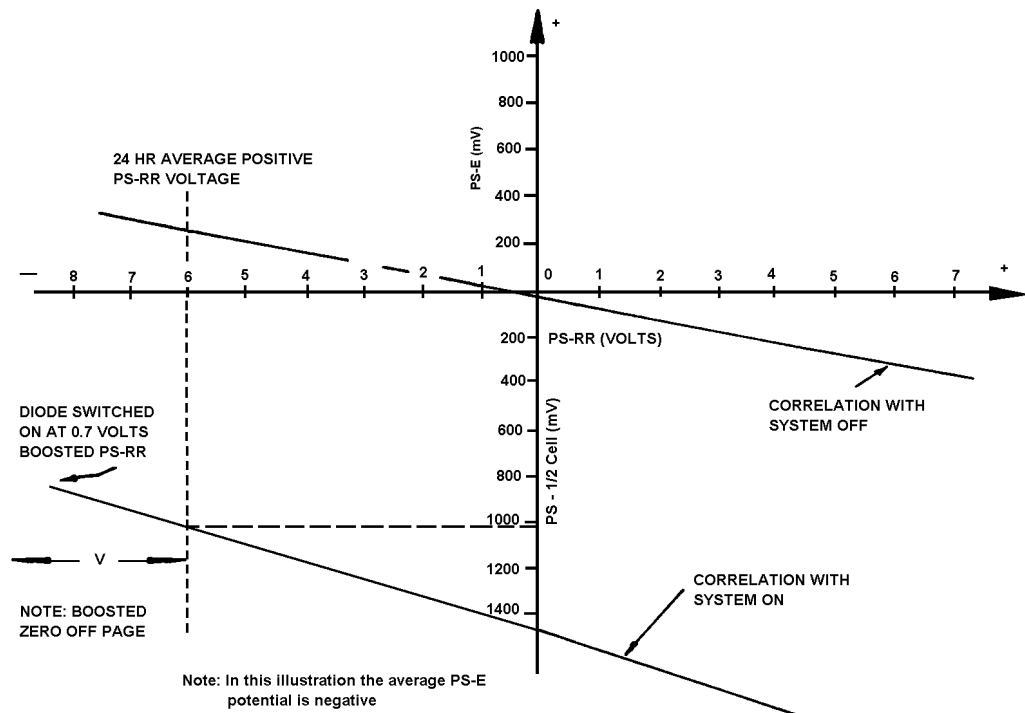 +
1000
800
600
400
200
PS-E (mV)
24 HR AVERAGE POSITIVE
PS-RR VOLTAGE
— 8 7 6 5 4 3 2 1 0 1 2 3 4 5 6 7 +
PS-RR (VOLTS)
200
400
600
800
1000
1200
1400
PS - 1/2 Cell (mV)
CORRELATION WITH
SYSTEM OFF
DIODE SWITCHED
ON AT 0.7 VOLTS
BOOSTED PS-RR
V
NOTE: BOOSTED
ZERO OFF PAGE
CORRELATION WITH
SYSTEM ON
Note: In this illustration the average PS-E
potential is negative